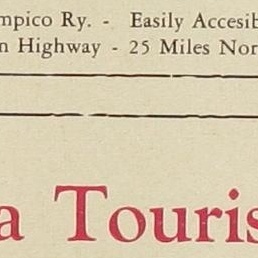 mpico Ry. - Easily Accesib
n Highway - 25 Miles Nor
a Touris